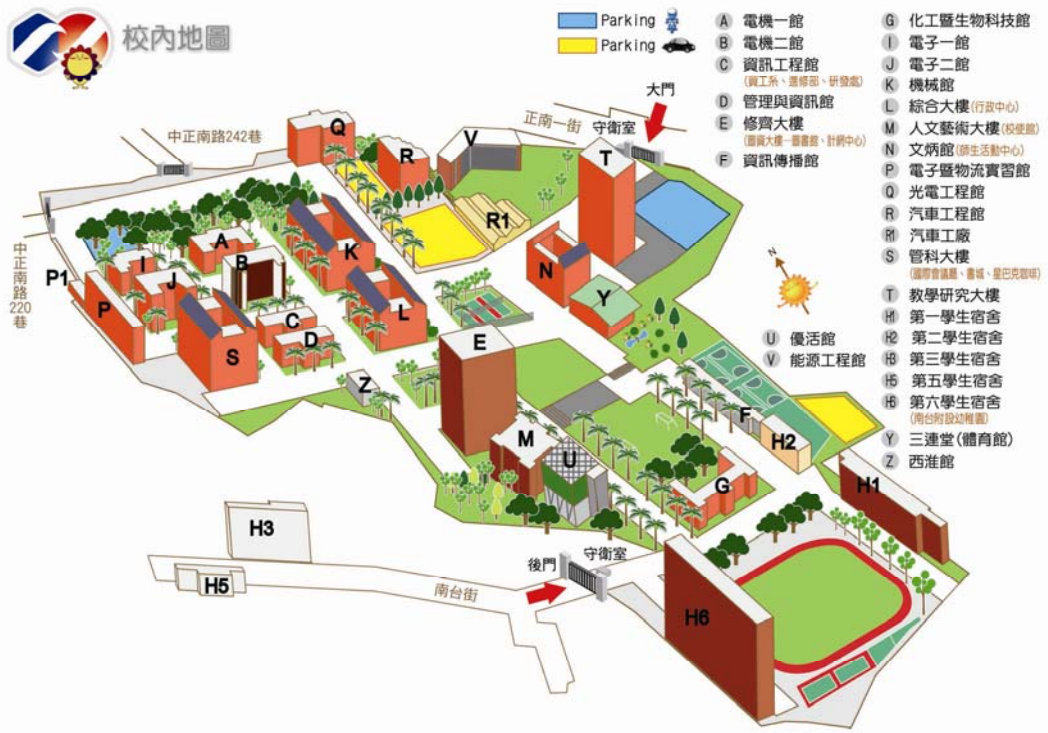 校內地圖
Parking
Parking
A 電機一館
B 電機二館
C 資訊工程館
(資工系、進修部、研發處)
D 管理與資訊館
E 修齊大樓
(圖資大樓─圖書館、計網中心)
F 資訊傳播館
G 化工暨生物科技館
I 電子一館
J 電子二館
K 機械館
L 綜合大樓(行政中心)
M 人文藝術大樓(校史館)
N 文炳館(師生活動中心)
P 電子暨物流實習館
Q 光電工程館
R 汽車工程館
R1 汽車工廠
S 管科大樓
(國際會議廳、書城、星巴克咖啡)
T 教學研究大樓
H1 第一學生宿舍
H2 第二學生宿舍
H3 第三學生宿舍
H5 第五學生宿舍
H6 第六學生宿舍
(南台附設幼稚園)
Y 三連堂(體育館)
Z 西淮館
U 優活館
V 能源工程館
大門
正南一街
守衛室
中正南路242巷
中正南路220巷
N
Q
R
V
T
R1
A
B
I
J
K
P1
P
N
Y
C
D
L
S
E
Z
F
H2
M
U
G
H1
H3
H5
後門
守衛室
南台街
H6